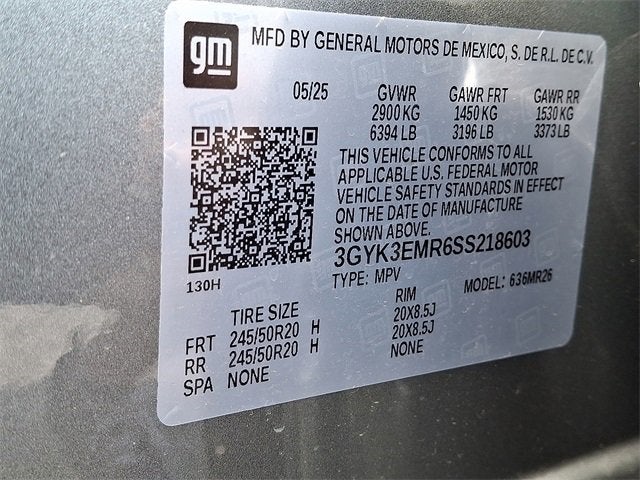 gm
MFD BY GENERAL MOTORS DE MEXICO, S. DE R.L. DE C.V.
05/25 GVWR GAWR FRT GAWR RR
2900 KG 1450 KG 1530 KG
6394 LB 3196 LB 3373 LB
THIS VEHICLE CONFORMS TO ALL
APPLICABLE U.S. FEDERAL MOTOR
VEHICLE SAFETY STANDARDS IN EFFECT
ON THE DATE OF MANUFACTURE
SHOWN ABOVE.
3GYK3EMR6SS218603
130H
TYPE: MPV MODEL: 636MR26
TIRE SIZE RIM
FRT 245/50R20 H 20X8.5J
RR 245/50R20 H 20X8.5J
SPA NONE NONE